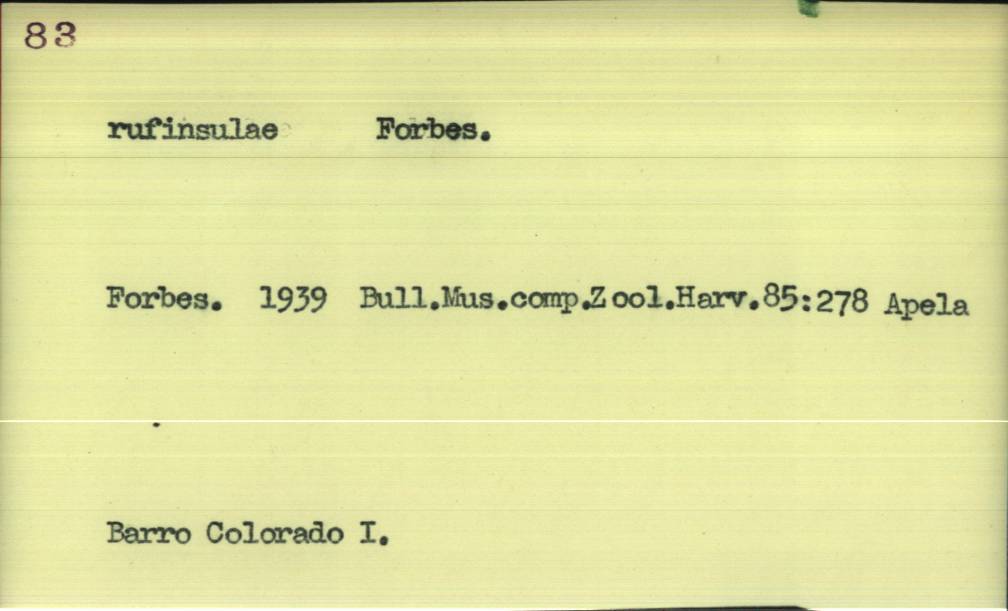 83
rufinsulae Forbes.
Forbes. 1939 Bull.Mus.comp.Zool.Harv.85:278 Apela
Barro Colorado I.